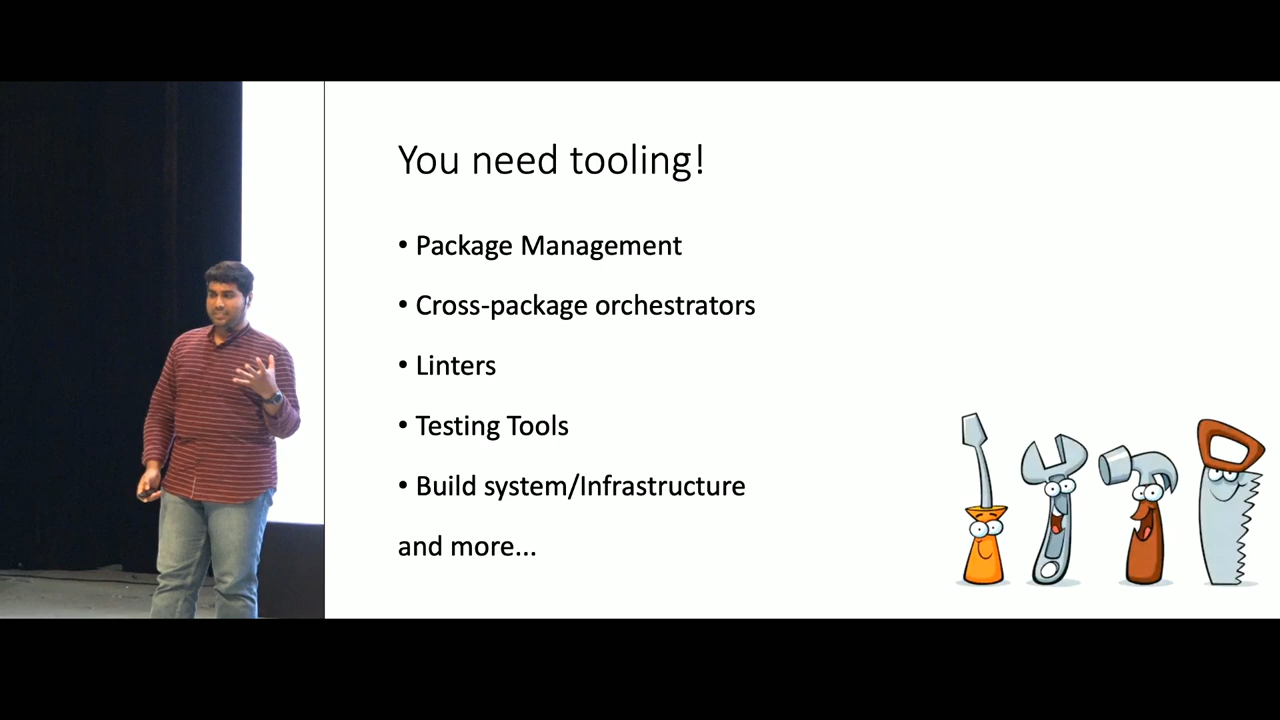 You need tooling!
• Package Management
• Cross-package orchestrators
• Linters
• Testing Tools
• Build system/Infrastructure
and more...